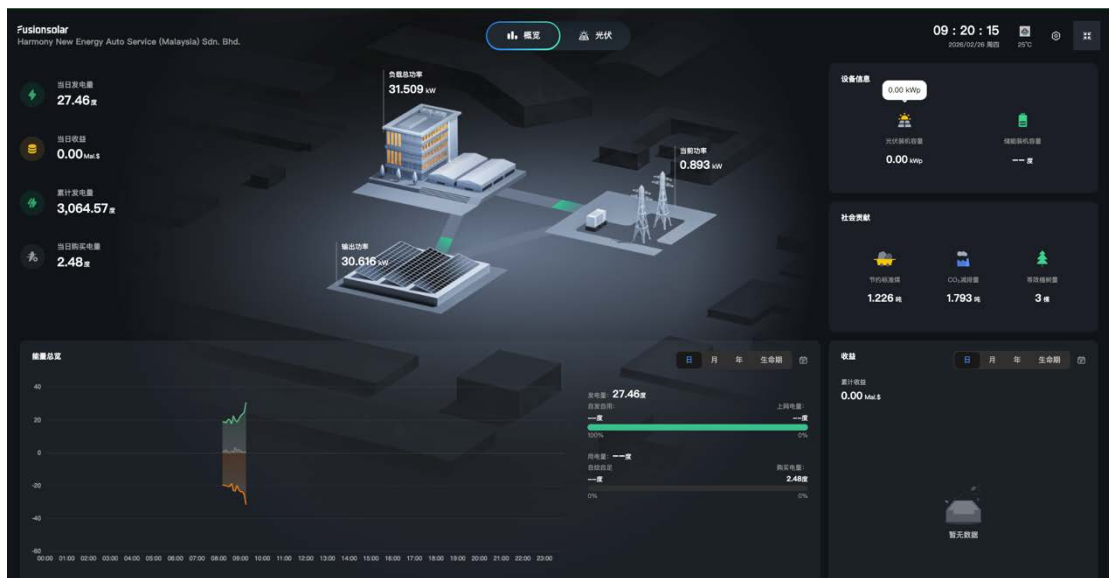 Fusionsolar
Harmony New Energy Auto Service (Malaysia) Sdn. Bhd.
概览
光伏
09 : 20 : 15
2026/02/26 周四
25°C
当日发电量
27.46度
当日收益
0.00Mal.$
累计发电量
3,064.57度
当日购买电量
2.48度
负载总功率
31.509 kW
当前功率
0.893 kW
输出功率
30.616 kW
设备信息
0.00 kWp
光伏装机容量
0.00 kWp
储能装机容量
-- 度
社会贡献
节约标准煤
1.226 吨
CO₂减排量
1.793 吨
等效植树量
3 棵
能量总览
日 月 年 生命期
40
20
0
-20
-40
-60
00:00 01:00 02:00 03:00 04:00 05:00 06:00 07:00 08:00 09:00 10:00 11:00 12:00 13:00 14:00 15:00 16:00 17:00 18:00 19:00 20:00 21:00 22:00 23:00
发电量: 27.46度
自发自用: 上网电量:
--度 --度
100% 0%
用电量: --度
自给自足 购买电量:
--度 2.48度
0% 0%
收益
日 月 年 生命期
累计收益
0.00 Mal.$
暂无数据